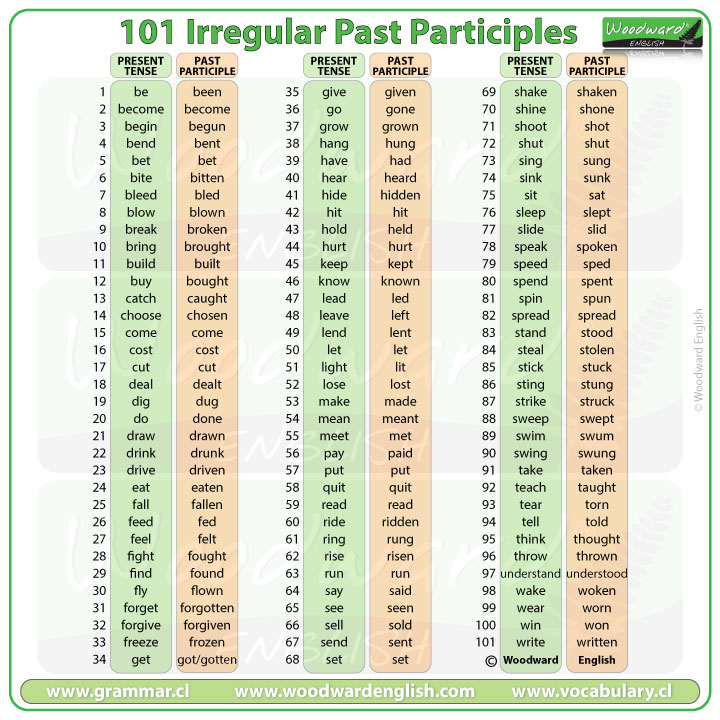 101 Irregular Past Participles
Woodward®
ENGLISH
PRESENT TENSE PAST PARTICIPLE
1 be been
2 become become
3 begin begun
4 bend bent
5 bet bet
6 bite bitten
7 bleed bled
8 blow blown
9 break broken
10 bring brought
11 build built
12 buy bought
13 catch caught
14 choose chosen
15 come come
16 cost cost
17 cut cut
18 deal dealt
19 dig dug
20 do done
21 draw drawn
22 drink drunk
23 drive driven
24 eat eaten
25 fall fallen
26 feed fed
27 feel felt
28 fight fought
29 find found
30 fly flown
31 forget forgotten
32 forgive forgiven
33 freeze frozen
34 get got/gotten
PRESENT TENSE PAST PARTICIPLE
35 give given
36 go gone
37 grow grown
38 hang hung
39 have had
40 hear heard
41 hide hidden
42 hit hit
43 hold held
44 hurt hurt
45 keep kept
46 know known
47 lead led
48 leave left
49 lend lent
50 let let
51 light lit
52 lose lost
53 make made
54 mean meant
55 meet met
56 pay paid
57 put put
58 quit quit
59 read read
60 ride ridden
61 ring rung
62 rise risen
63 run run
64 say said
65 see seen
66 sell sold
67 send sent
68 set set
PRESENT TENSE PAST PARTICIPLE
69 shake shaken
70 shine shone
71 shoot shot
72 shut shut
73 sing sung
74 sink sunk
75 sit sat
76 sleep slept
77 slide slid
78 speak spoken
79 speed sped
80 spend spent
81 spin spun
82 spread spread
83 stand stood
84 steal stolen
85 stick stuck
86 sting stung
87 strike struck
88 sweep swept
89 swim swum
90 swing swung
91 take taken
92 teach taught
93 tear torn
94 tell told
95 think thought
96 throw thrown
97 understand understood
98 wake woken
99 wear worn
100 win won
101 write written
© Woodward English
© Woodward English
www.grammar.cl www.woodwardenglish.com www.vocabulary.cl